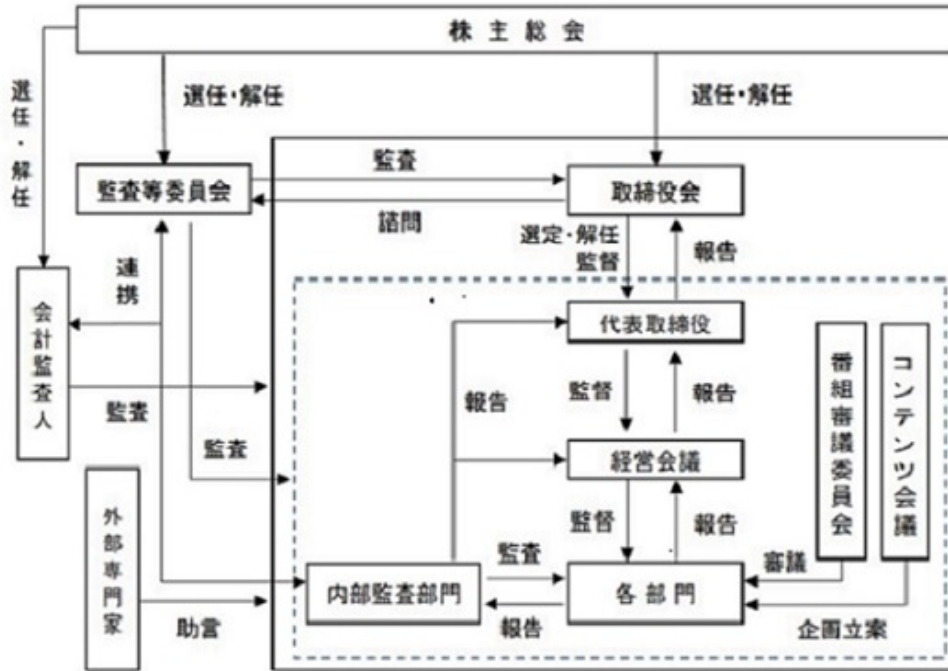 株主総会
選任・解任
選任・解任
選任・解任
監査等委員会
監査
取締役会
諮問
選定・解任
監督
報告
連携
会計監査人
代表取締役
番組審議委員会
コンテンツ会議
監査
報告
監督
報告
監査
経営会議
外部専門家
監督
報告
監査
審議
内部監査部門
各部門
助言
報告
企画立案